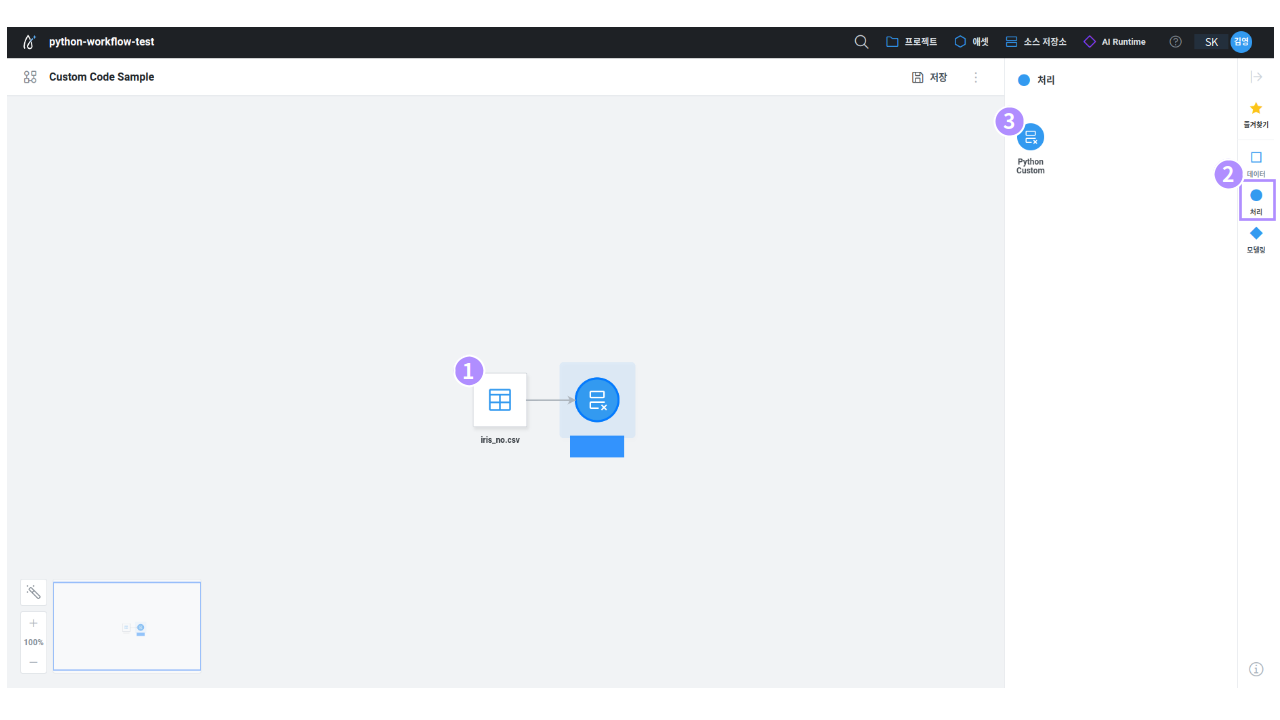 python-workflow-test
프로젝트
애셋
소스 저장소
AI Runtime
SK
김영
Custom Code Sample
저장
처리
즐겨찾기
3
Python
Custom
데이터
2
처리
모델링
1
iris_no.csv
100%